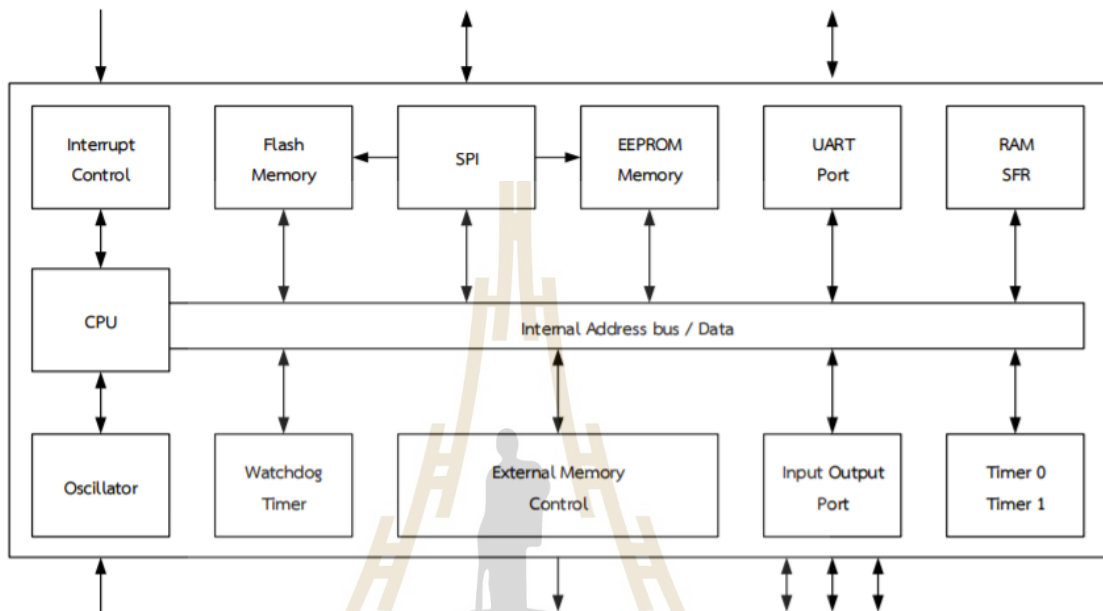 Interrupt
Control
Flash
Memory
SPI
EEPROM
Memory
UART
Port
RAM
SFR
CPU
Internal Address bus / Data
Oscillator
Watchdog
Timer
External Memory
Control
Input Output
Port
Timer 0
Timer 1